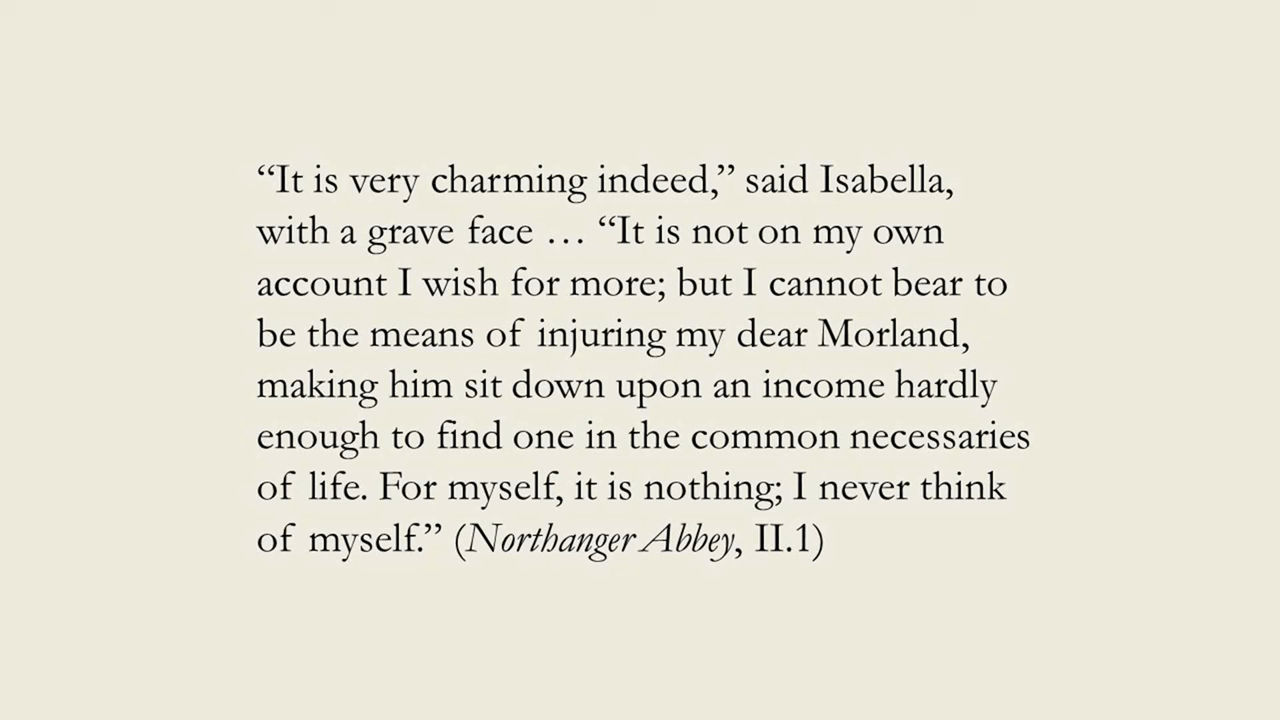 “It is very charming indeed,” said Isabella,
with a grave face … “It is not on my own
account I wish for more; but I cannot bear to
be the means of injuring my dear Morland,
making him sit down upon an income hardly
enough to find one in the common necessaries
of life. For myself, it is nothing; I never think
of myself.” (Northanger Abbey, II.1)